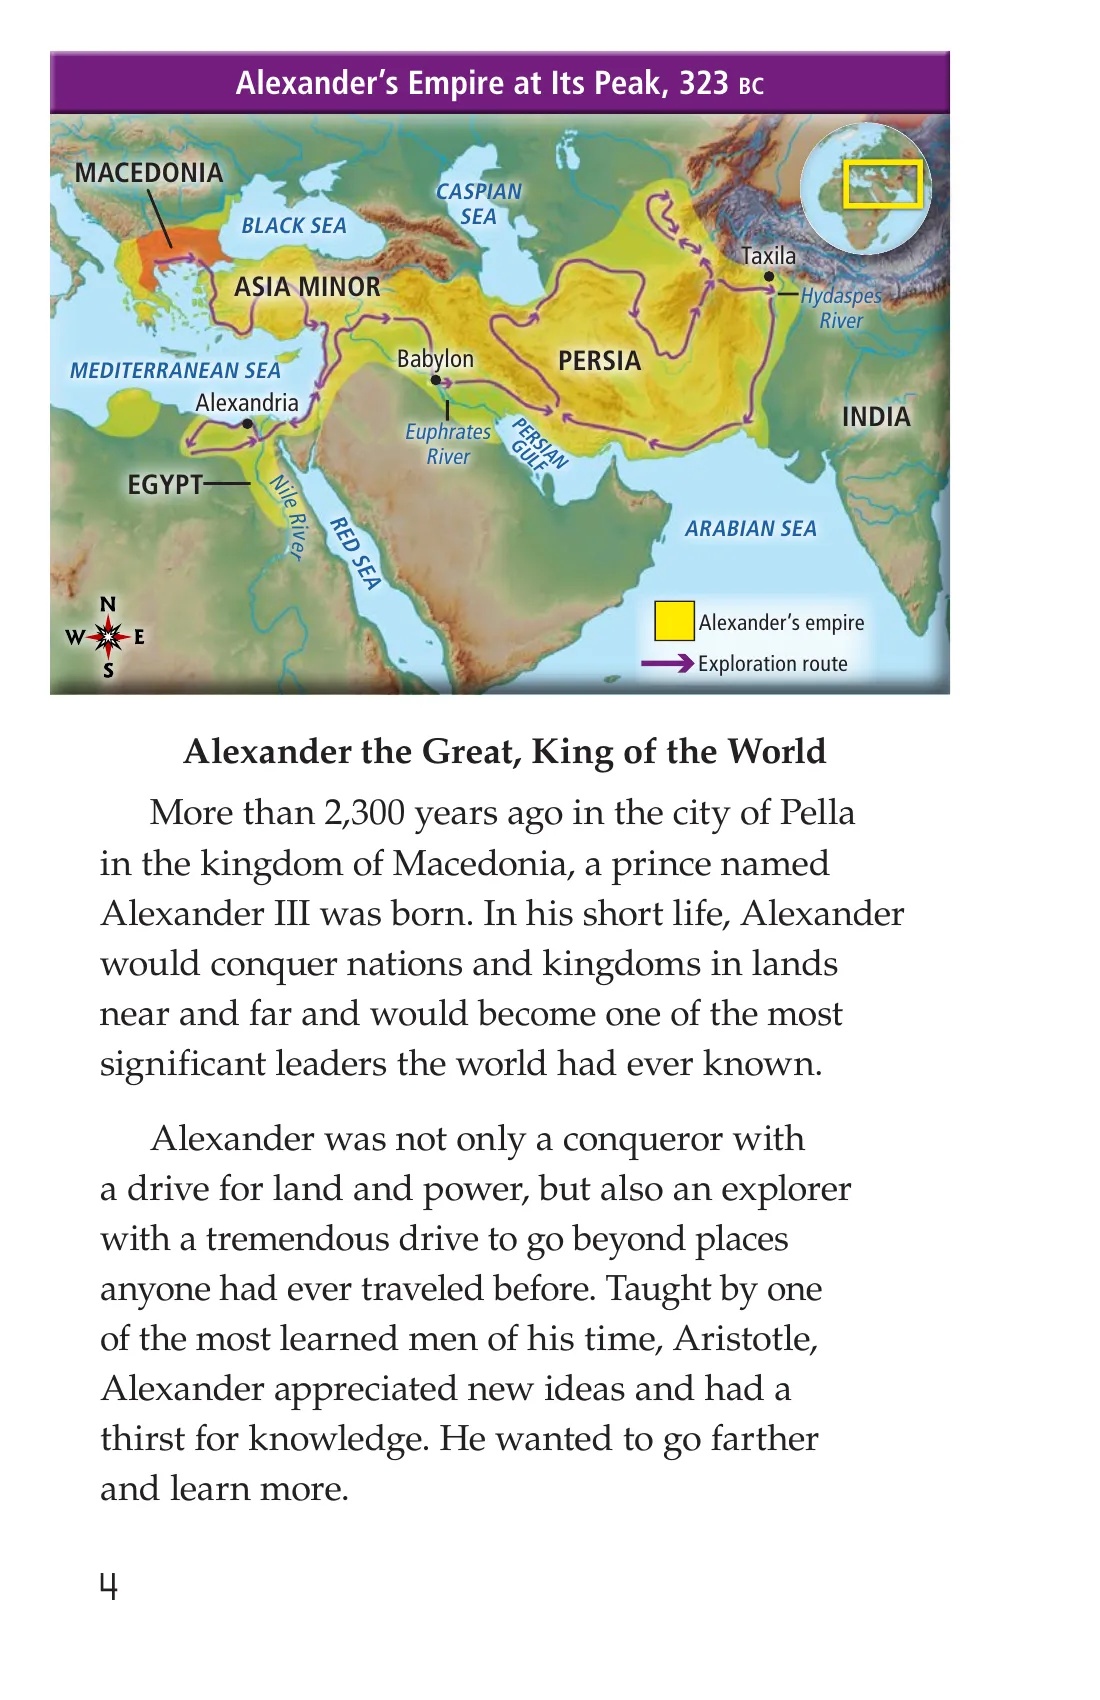 Alexander's Empire at Its Peak, 323 BC
MACEDONIA
BLACK SEA
CASPIAN
SEA
ASIA MINOR
Taxila
Hydaspes
River
MEDITERRANEAN SEA
Babylon
PERSIA
Alexandria
Euphrates
River
PERSIAN
GULF
INDIA
EGYPT
Nile River
RED SEA
ARABIAN SEA
N
W E
S
Alexander's empire
Exploration route
Alexander the Great, King of the World
More than 2,300 years ago in the city of Pella
in the kingdom of Macedonia, a prince named
Alexander III was born. In his short life, Alexander
would conquer nations and kingdoms in lands
near and far and would become one of the most
significant leaders the world had ever known.
Alexander was not only a conqueror with
a drive for land and power, but also an explorer
with a tremendous drive to go beyond places
anyone had ever traveled before. Taught by one
of the most learned men of his time, Aristotle,
Alexander appreciated new ideas and had a
thirst for knowledge. He wanted to go farther
and learn more.
4